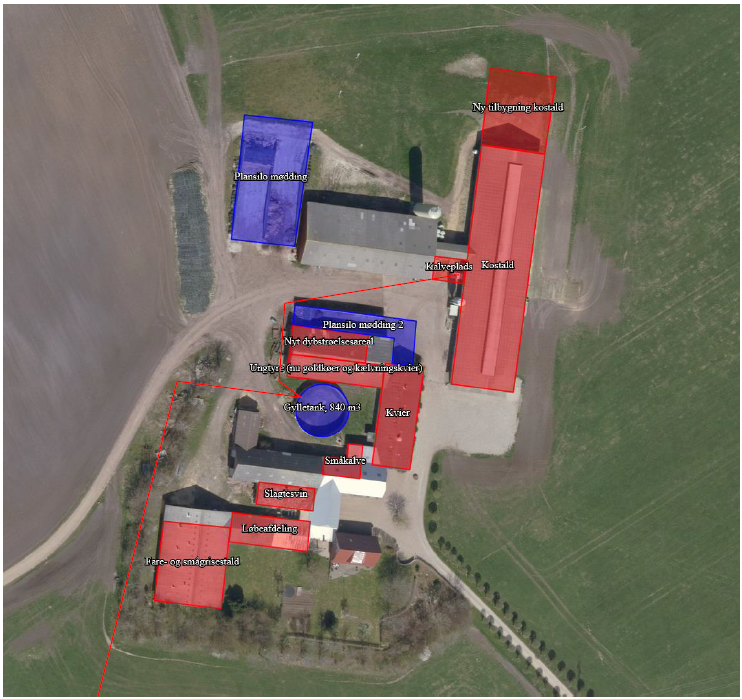 Ny tilbygning kostald
Plansilo mødding
Kalveplads
Kostald
Plansilo mødding 2
Nyt dybstrøelsesareal
Ungtyre (nu goldkøer og kælvningskvier)
Gylletank, 840 m3
Kvier
Småkalve
Slagtesvin
Løbeafdeling
Fare- og smågrisestald